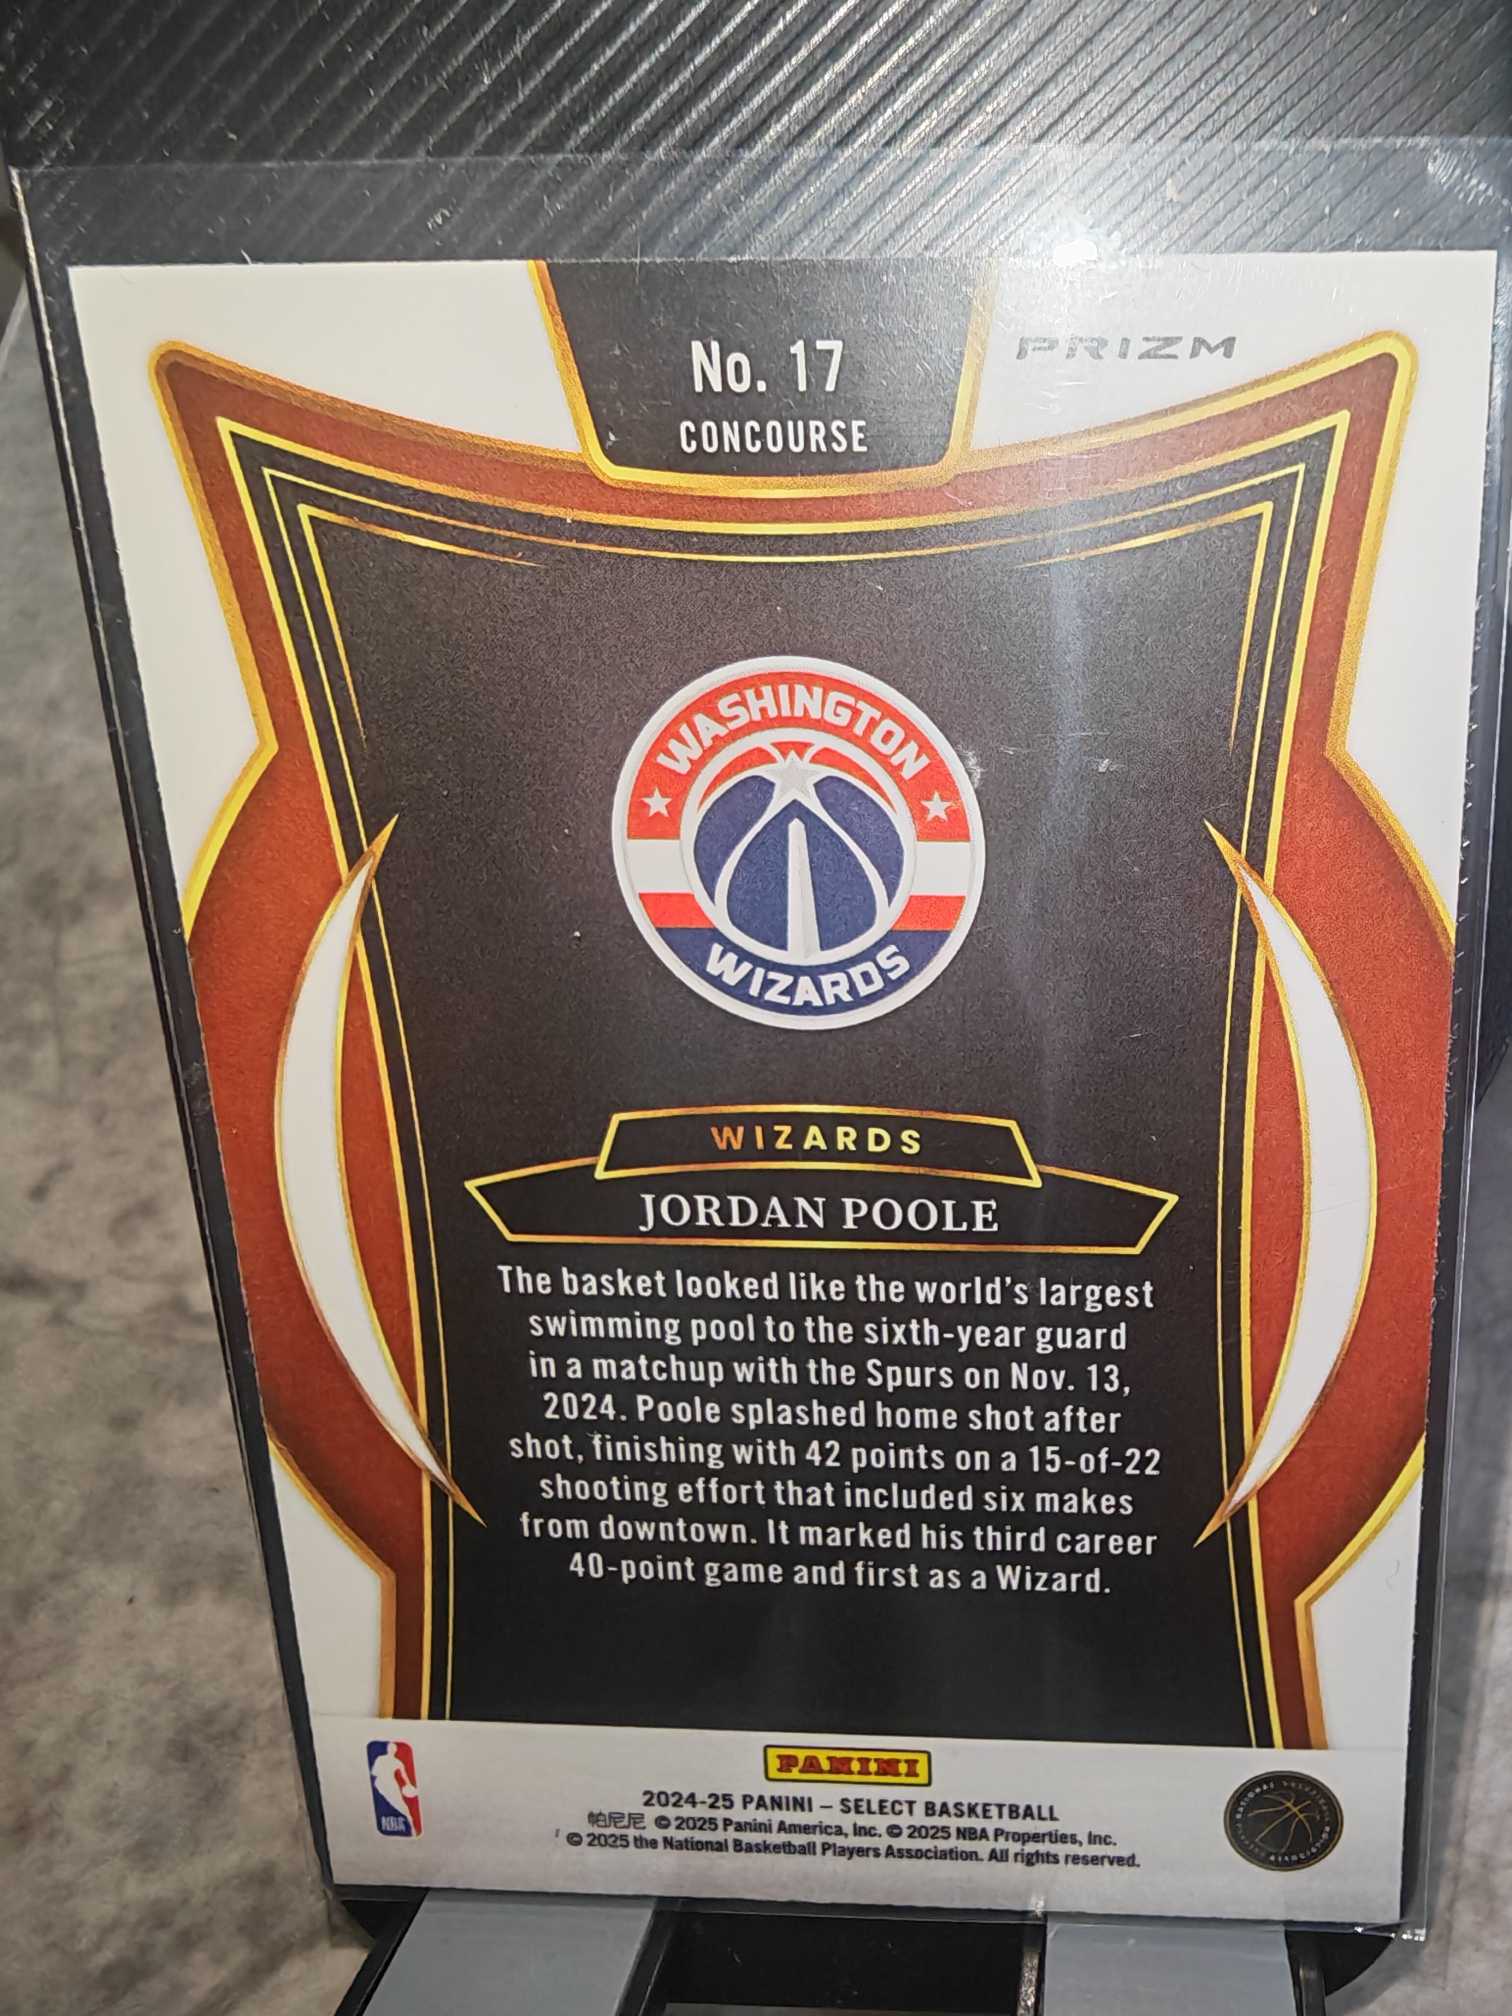 No. 17
CONCOURSE
PRIZM
WASHINGTON
WIZARDS
WIZARDS
JORDAN POOLE
The basket looked like the world's largest
swimming pool to the sixth-year guard
in a matchup with the Spurs on Nov. 13,
2024. Poole splashed home shot after
shot, finishing with 42 points on a 15-of-22
shooting effort that included six makes
from downtown. It marked his third career
40-point game and first as a Wizard.
NBA
PANINI
2024-25 PANINI – SELECT BASKETBALL
帕尼尼 © 2025 Panini America, Inc. © 2025 NBA Properties, Inc.
© 2025 the National Basketball Players Association. All rights reserved.